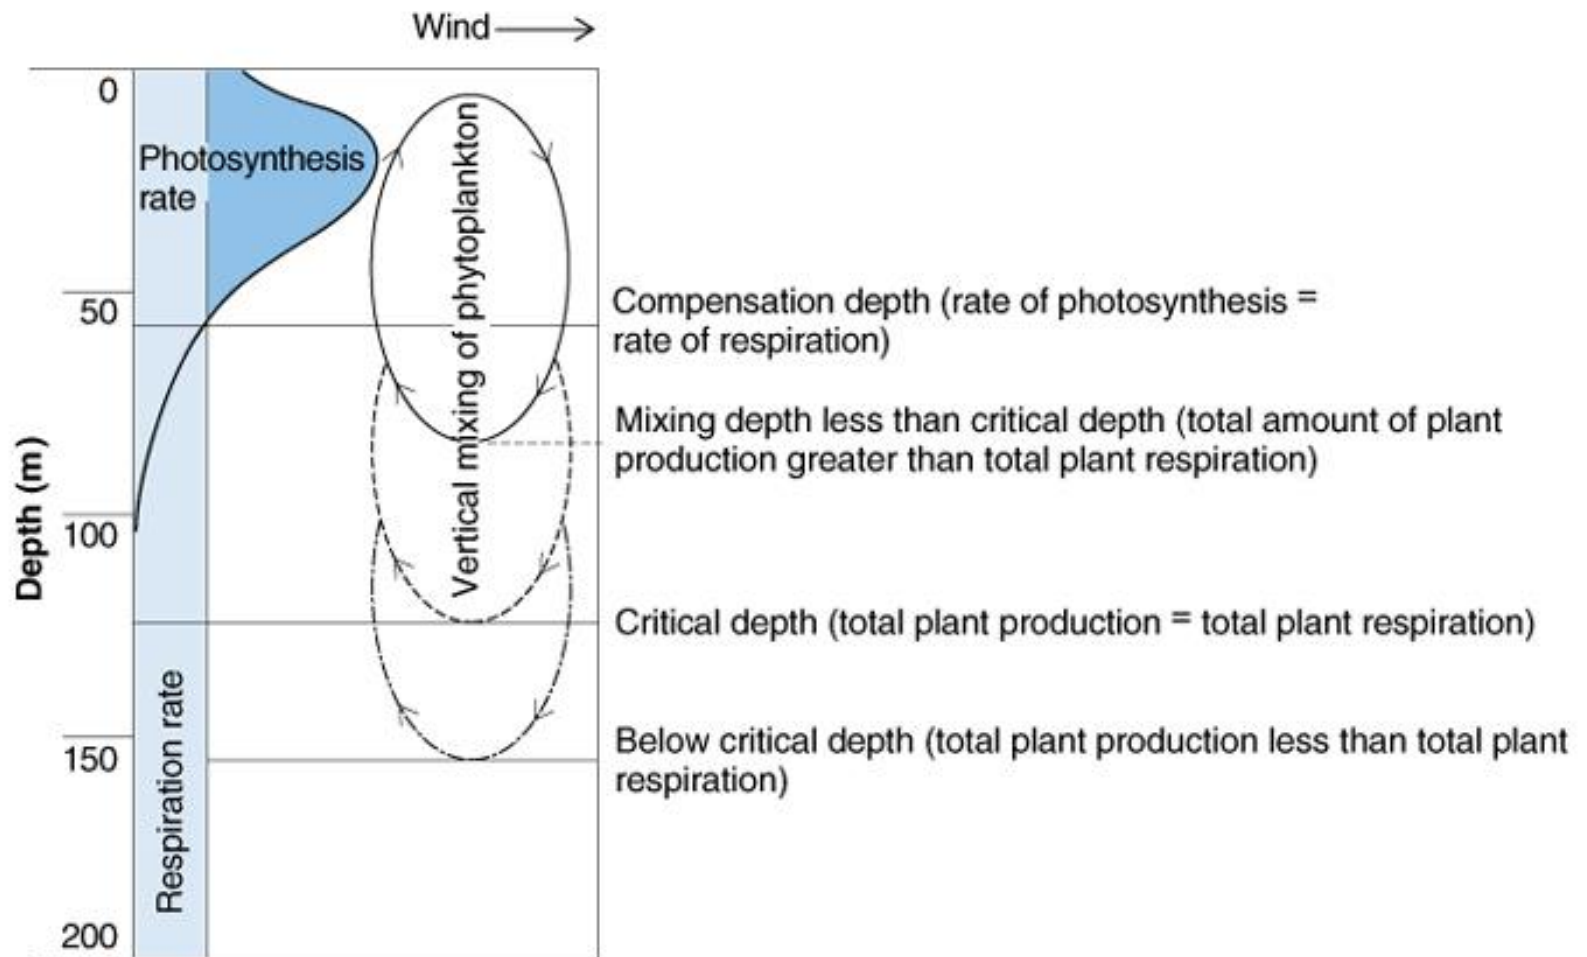 Wind
0
Photosynthesis
rate
Vertical mixing of phytoplankton
50
Compensation depth (rate of photosynthesis =
rate of respiration)
Mixing depth less than critical depth (total amount of plant
production greater than total plant respiration)
Depth (m)
100
Critical depth (total plant production = total plant respiration)
Respiration rate
150
Below critical depth (total plant production less than total plant
respiration)
200